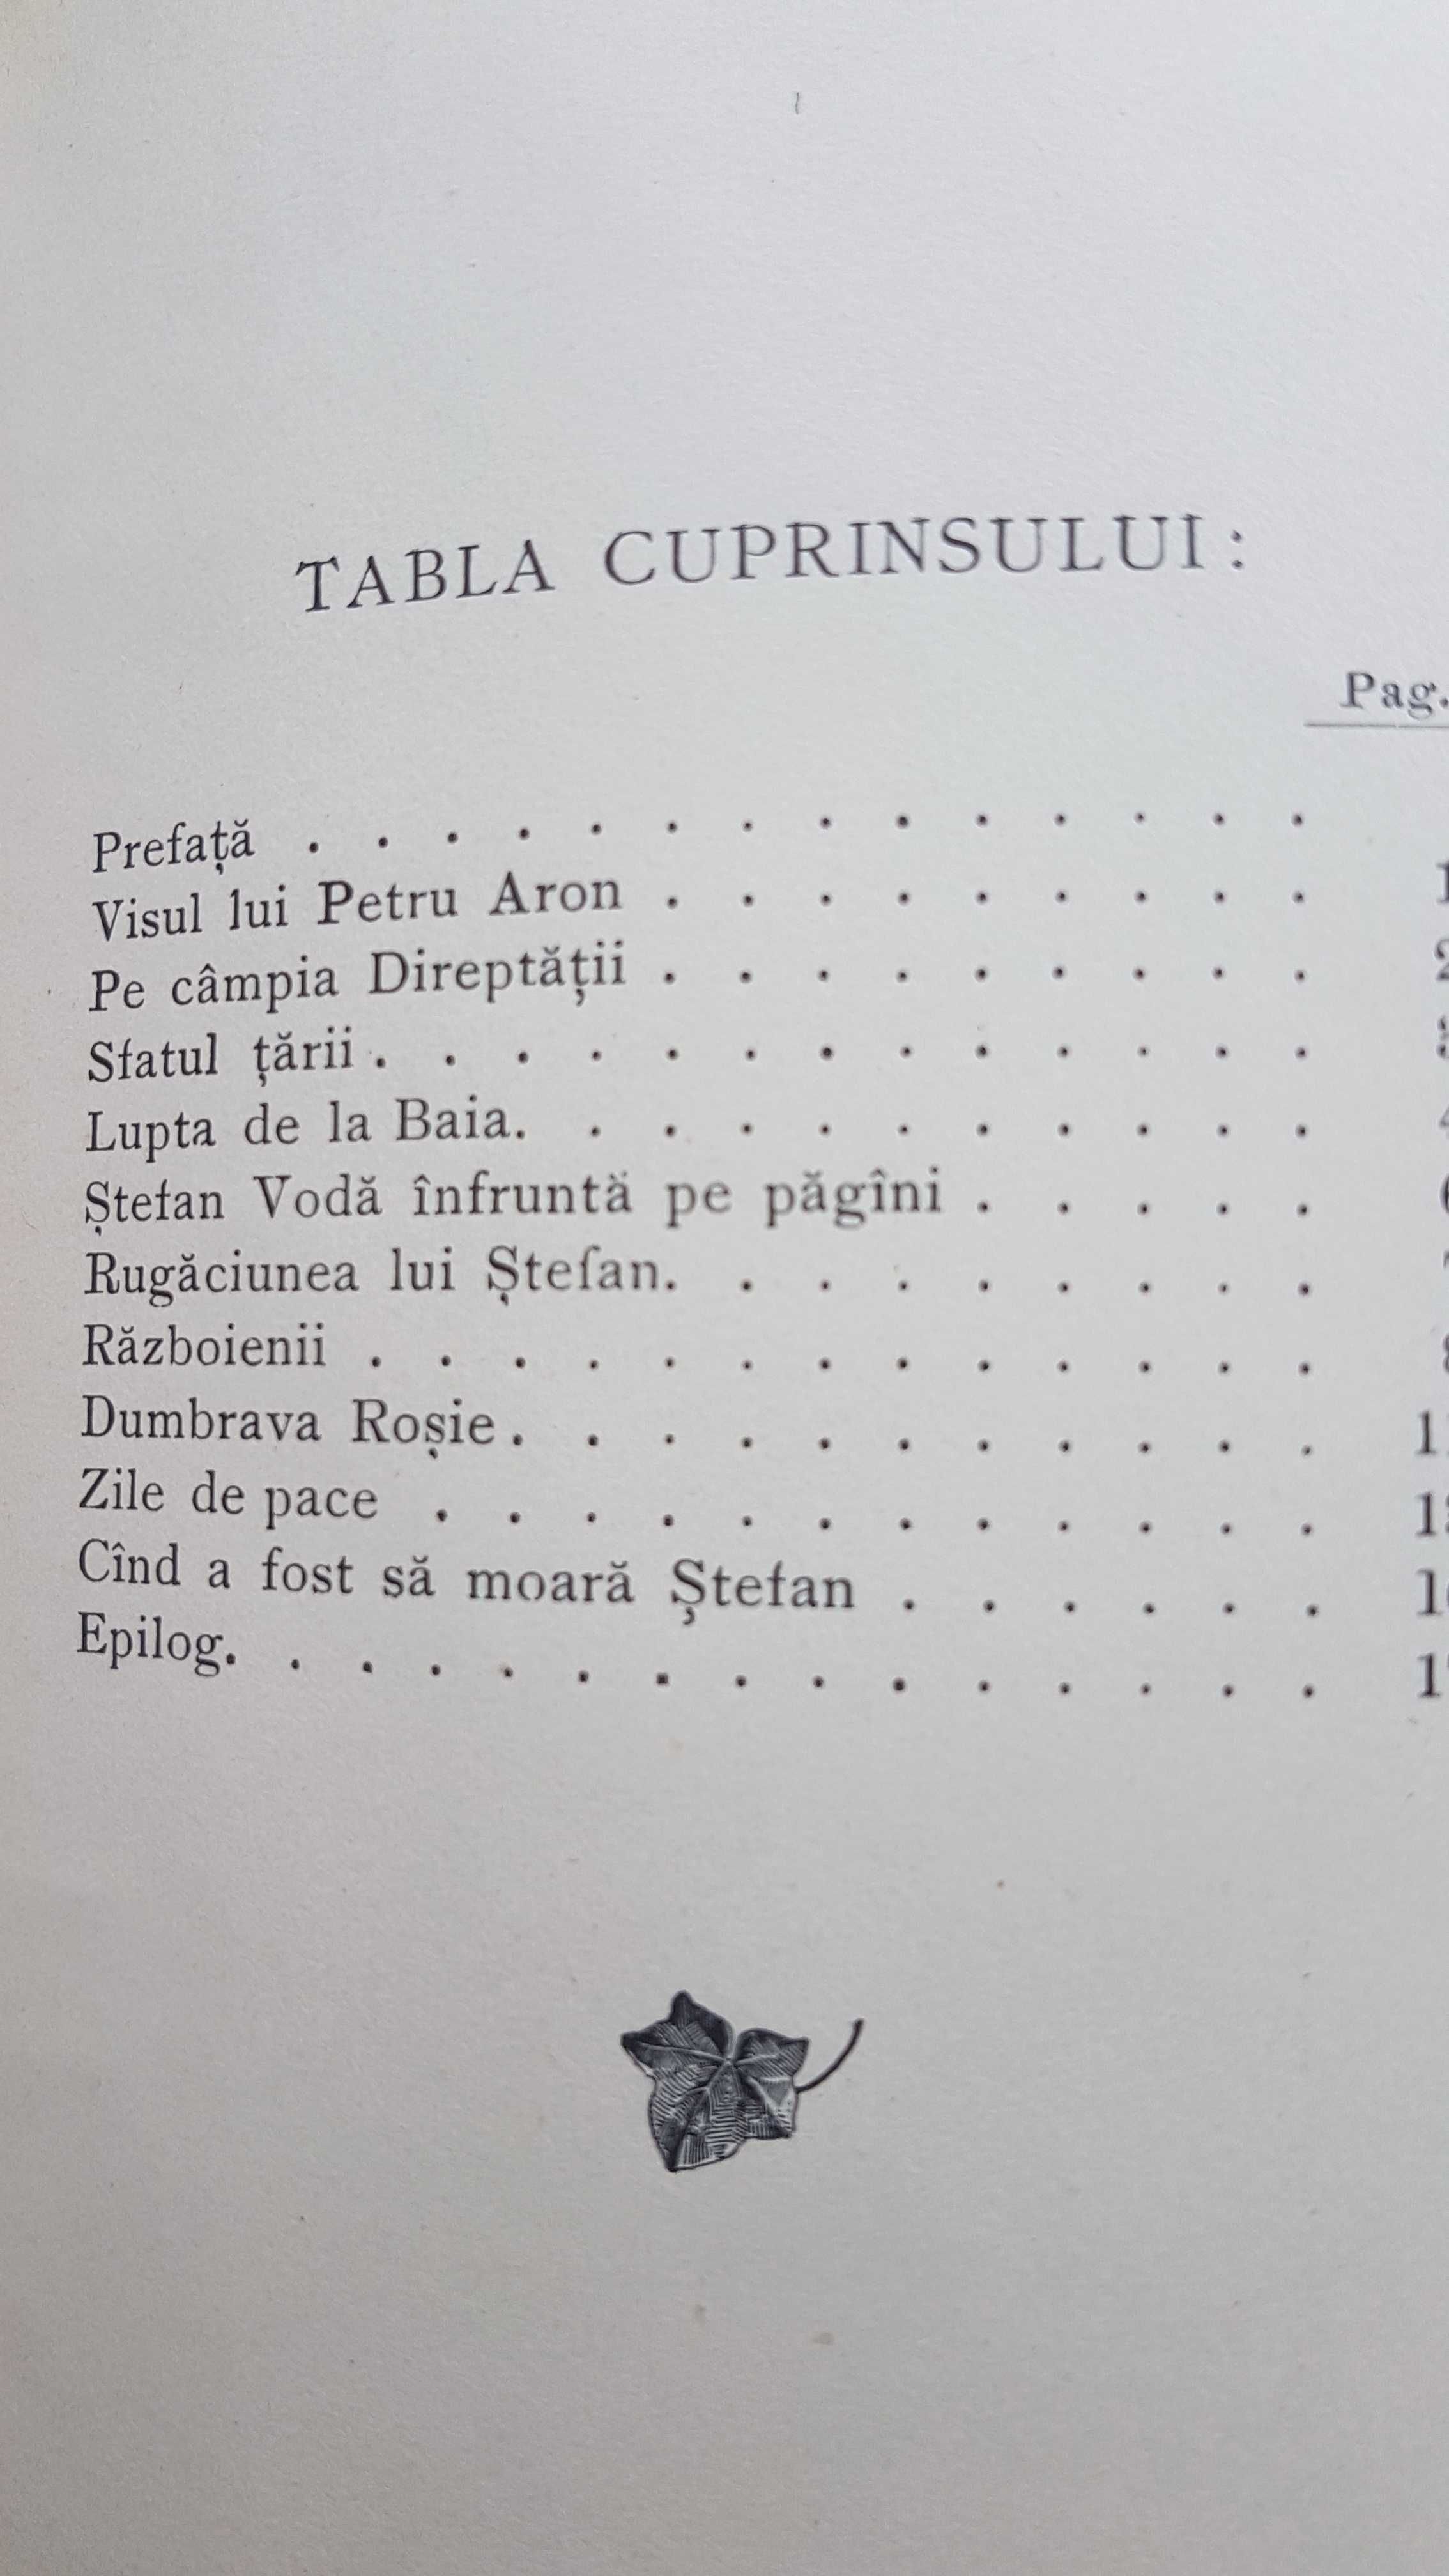 TABLA CUPRINSULUI:
Pag.
Prefață . . . . . . . . . . . . . .
Visul lui Petru Aron . . . . . . . . .
Pe câmpia Direptății . . . . . . . . .
Sfatul țării . . . . . . . . . . . . .
Lupta de la Baia. . . . . . . . . . .
Ștefan Vodă înfruntă pe păgîni . . . . .
Rugăciunea lui Ștefan. . . . . . . . .
Războienii . . . . . . . . . . . . .
Dumbrava Roșie . . . . . . . . . . .
Zile de pace . . . . . . . . . . . .
Cînd a fost să moară Ștefan . . . . . .
Epilog. . . . . . . . . . . . . . .